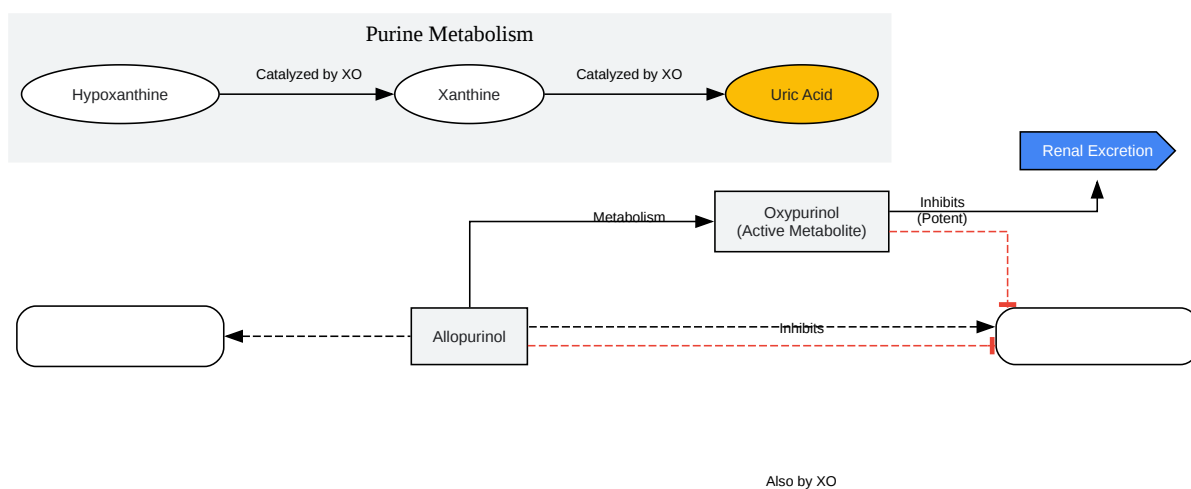 Purine Metabolism
Catalyzed by XO
Catalyzed by XO
Hypoxanthine
Xanthine
Uric Acid
Renal Excretion
Metabolism
Oxypurinol
(Active Metabolite)
Inhibits
(Potent)
Allopurinol
Inhibits
Also by XO